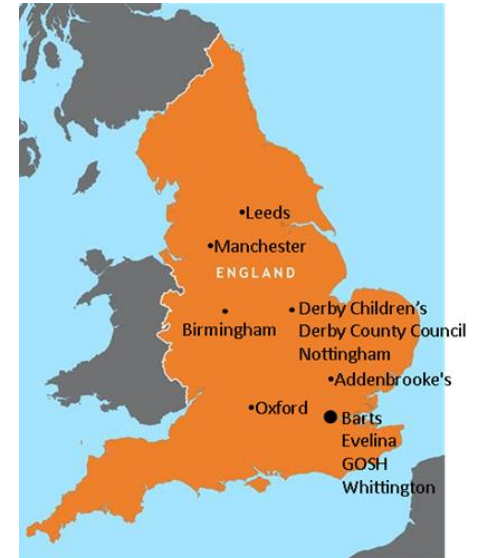 •Leeds
•Manchester
ENGLAND
Birmingham
•Derby Children's
Derby County Council
Nottingham
•Addenbrooke's
•Oxford
Barts
Evelina
GOSH
Whittington